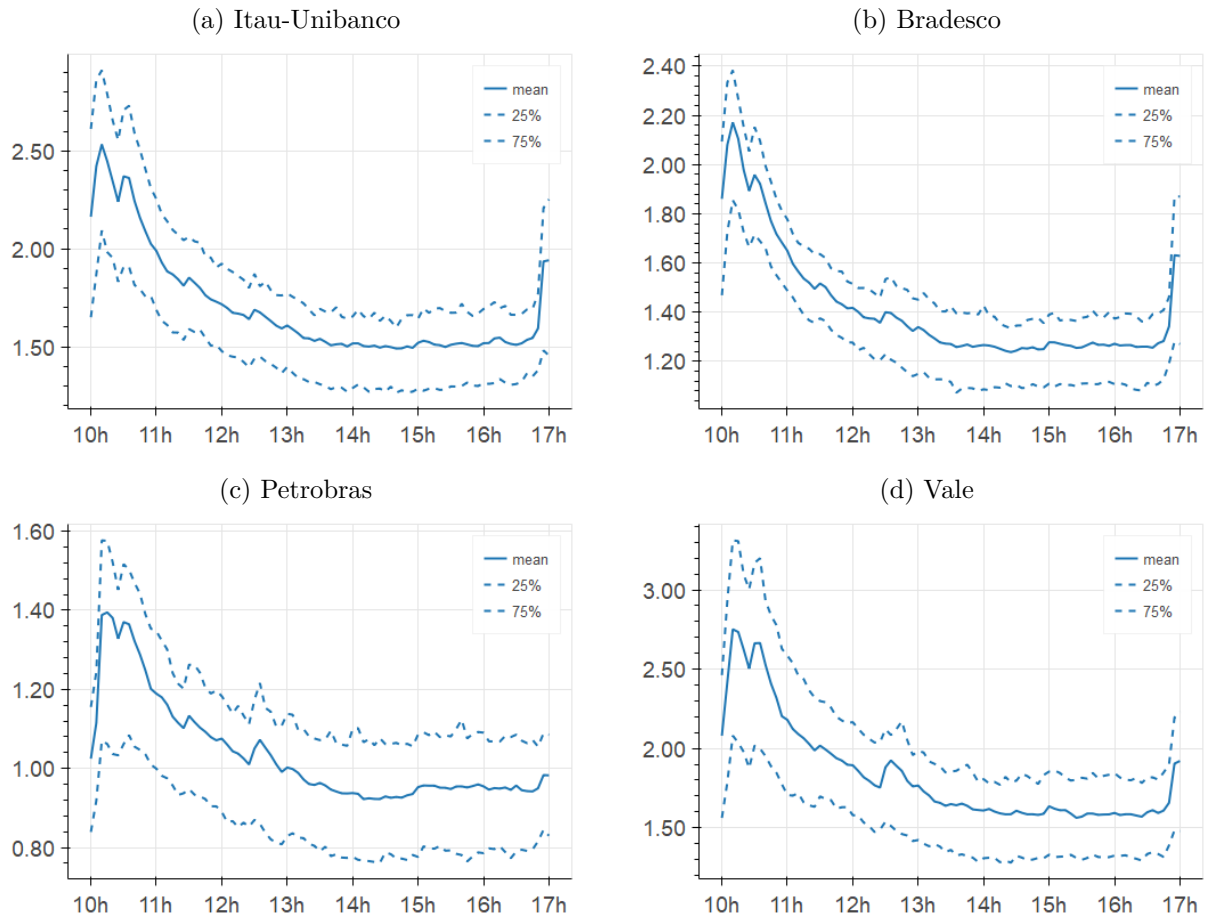 (a) Itau-Unibanco
mean
25%
75%
2.50
2.00
1.50
10h 11h 12h 13h 14h 15h 16h 17h
(b) Bradesco
mean
25%
75%
2.40
2.20
2.00
1.80
1.60
1.40
1.20
10h 11h 12h 13h 14h 15h 16h 17h
(c) Petrobras
mean
25%
75%
1.60
1.40
1.20
1.00
0.80
10h 11h 12h 13h 14h 15h 16h 17h
(d) Vale
mean
25%
75%
3.00
2.50
2.00
1.50
10h 11h 12h 13h 14h 15h 16h 17h